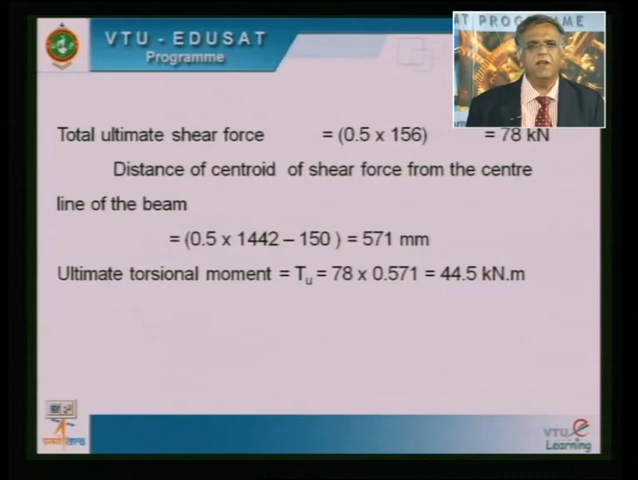 VTU - EDUSAT
Programme
AT PROGRAMME
Total ultimate shear force = (0.5 x 156) = 78 kN
Distance of centroid of shear force from the centre
line of the beam
= (0.5 x 1442 – 150 ) = 571 mm
Ultimate torsional moment = Tu = 78 x 0.571 = 44.5 kN.m
VTU e
Learning